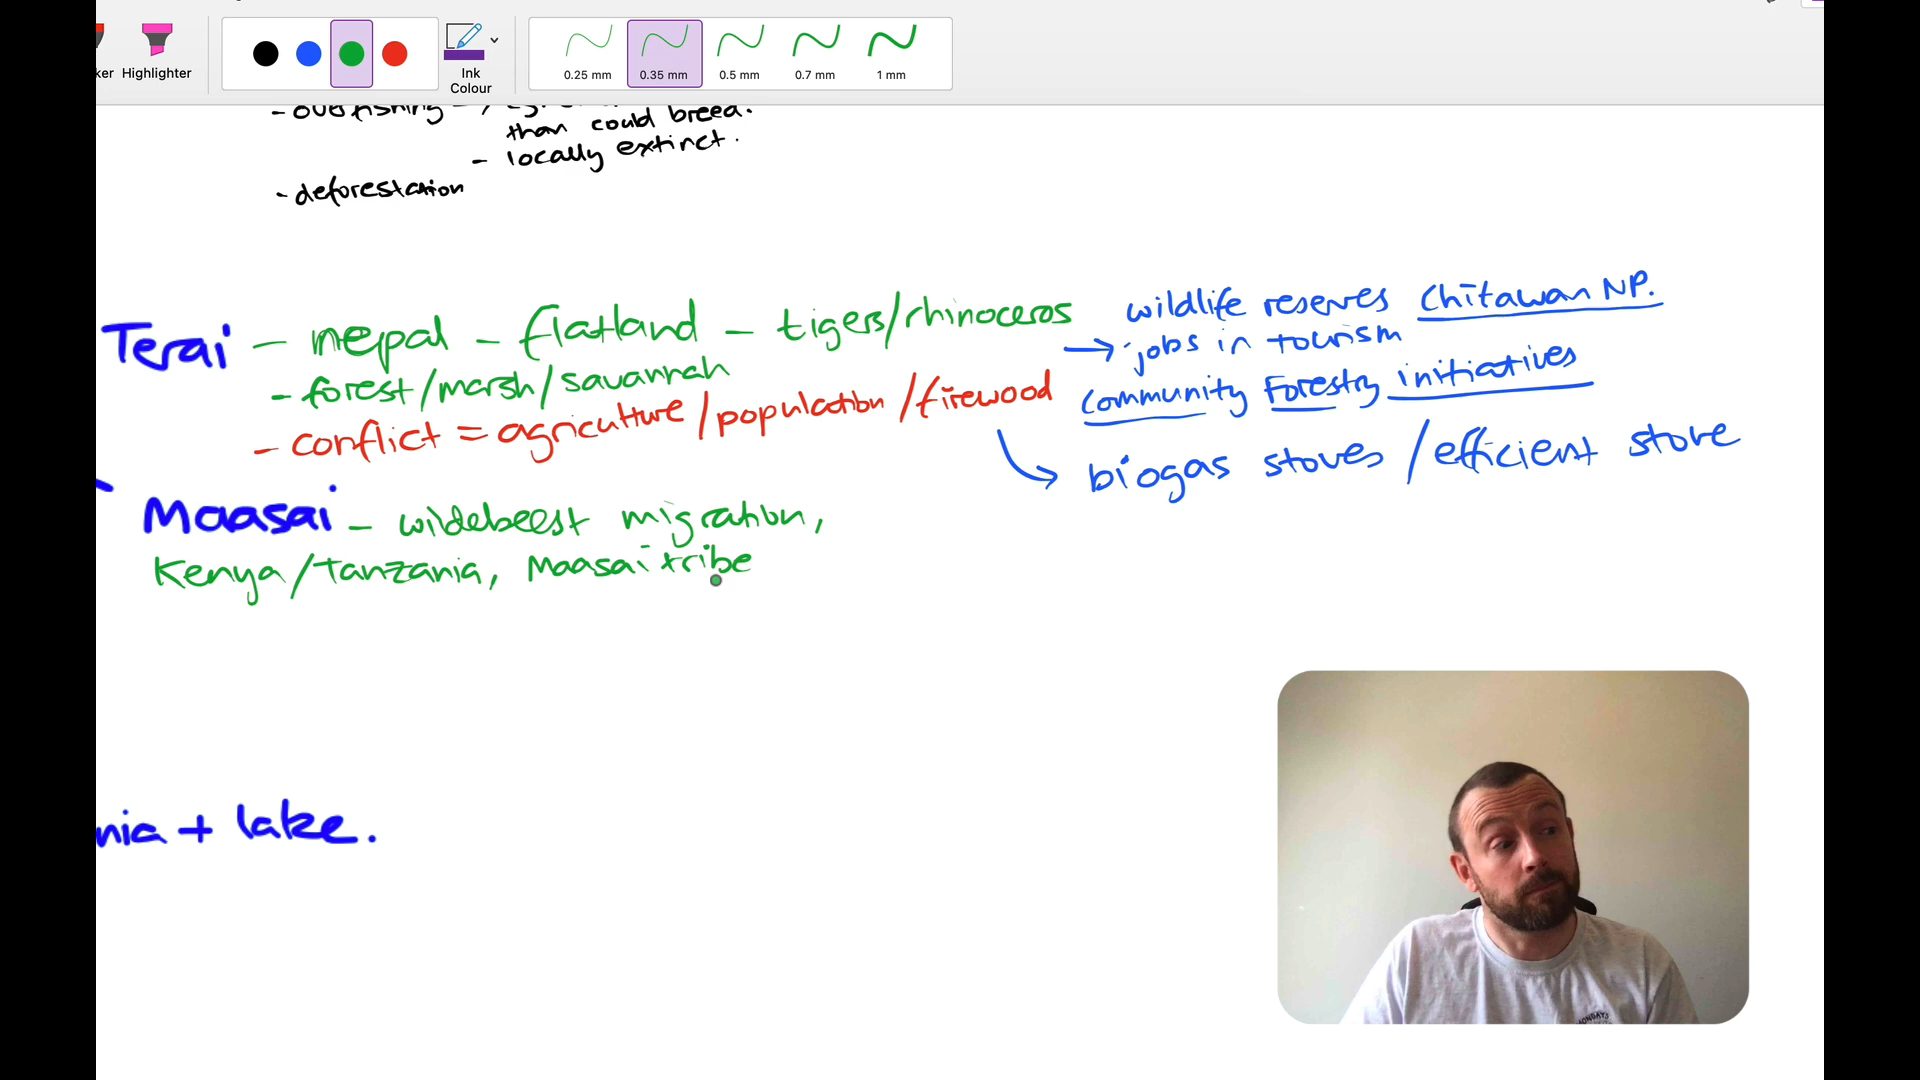 Highlighter
Ink
Colour
0.25 mm
0.35 mm
0.5 mm
0.7 mm
1 mm
- overfishing
than could breed.
- locally extinct.
- deforestation
Terai - nepal - flatland - tigers/rhinoceros
- forest/marsh/savannah
- conflict = agriculture/population/firewood
wildlife reserves Chitawan NP.
→ jobs in tourism
community Forestry initiatives
biogas stoves/efficient stove
Maasai - wildebeest migration,
Kenya/Tanzania, Maasai tribe
nia + lake.